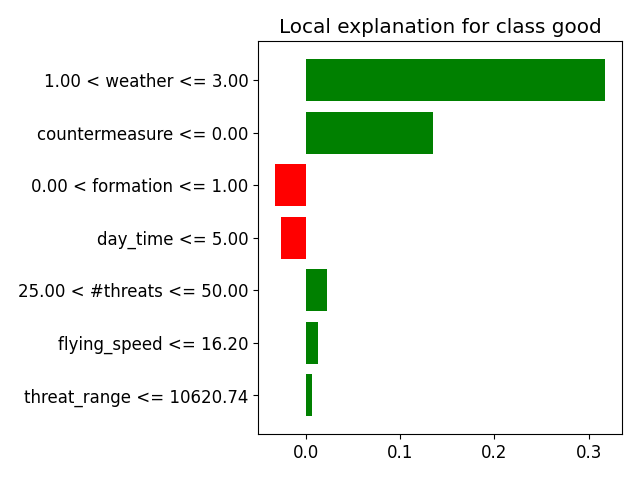 Local explanation for class good
1.00 < weather <= 3.00
countermeasure <= 0.00
0.00 < formation <= 1.00
day_time <= 5.00
25.00 < #threats <= 50.00
flying_speed <= 16.20
threat_range <= 10620.74
0.0 0.1 0.2 0.3